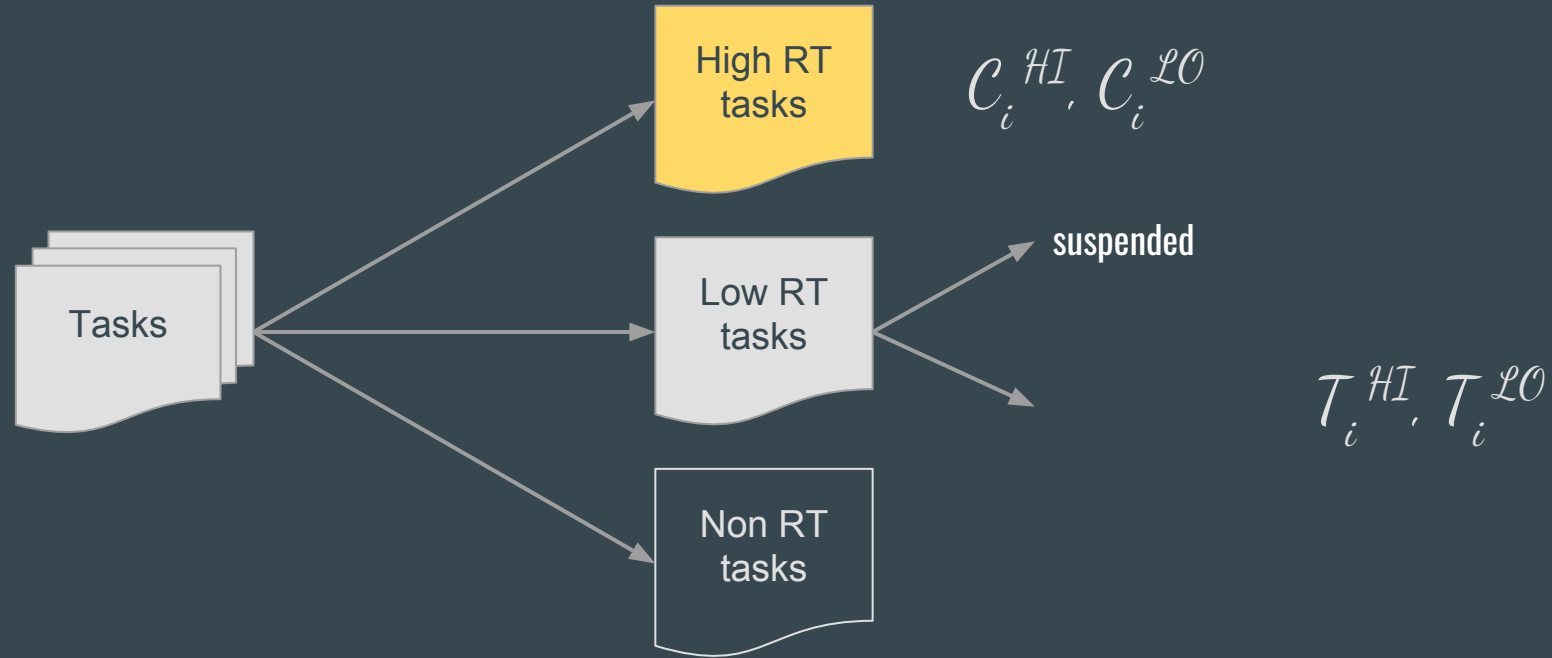 High RT
tasks
C_i^HI, C_i^LO
suspended
Tasks
Low RT
tasks
T_i^HI, T_i^LO
Non RT
tasks